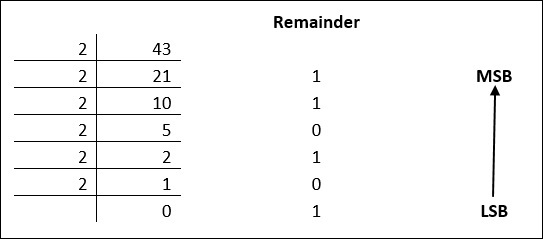 Remainder
2 43
2 21 1 MSB
2 10 1
2 5 0
2 2 1
2 1 0
0 1 LSB